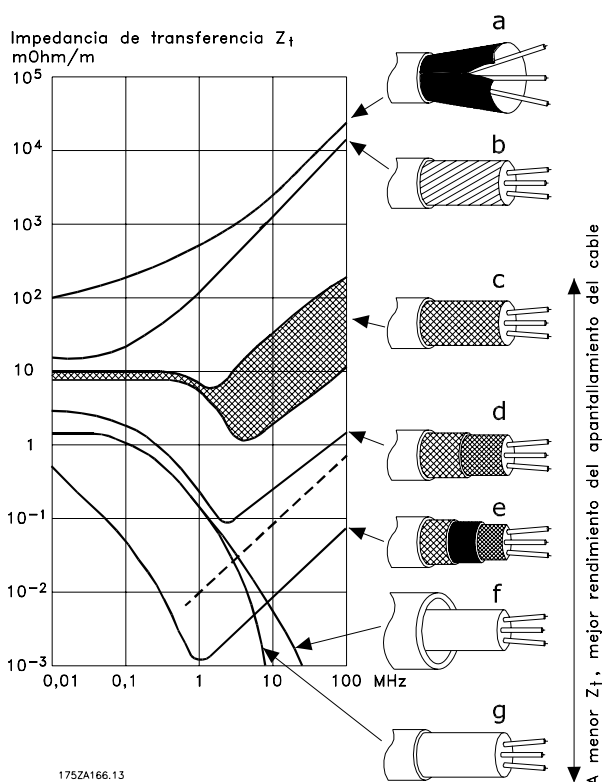 Impedancia de transferencia Zt
mOhm/m
10⁵
10⁴
10³
10²
10
1
10⁻¹
10⁻²
10⁻³
0,01 0,1 1 10 100 MHz
a
b
c
d
e
f
g
A menor Zt, mejor rendimiento del apantallamiento del cable
175ZA166.13